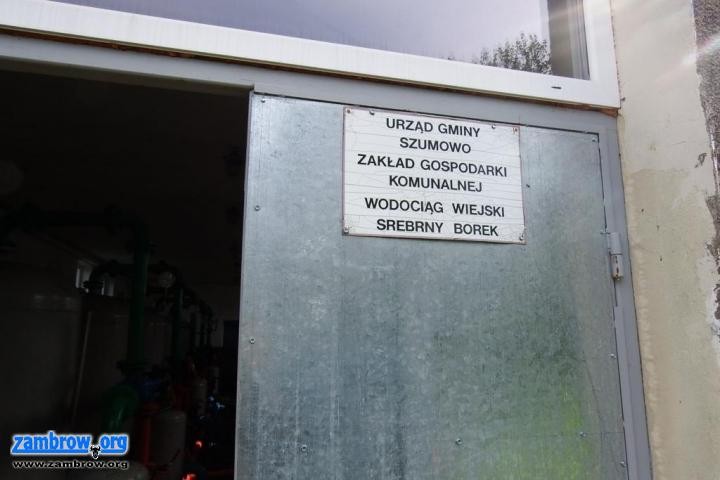 URZĄD GMINY
SZUMOWO
ZAKŁAD GOSPODARKI
KOMUNALNEJ
WODOCIĄG WIEJSKI
SREBRNY BOREK
zambrow.org
www.zambrow.org